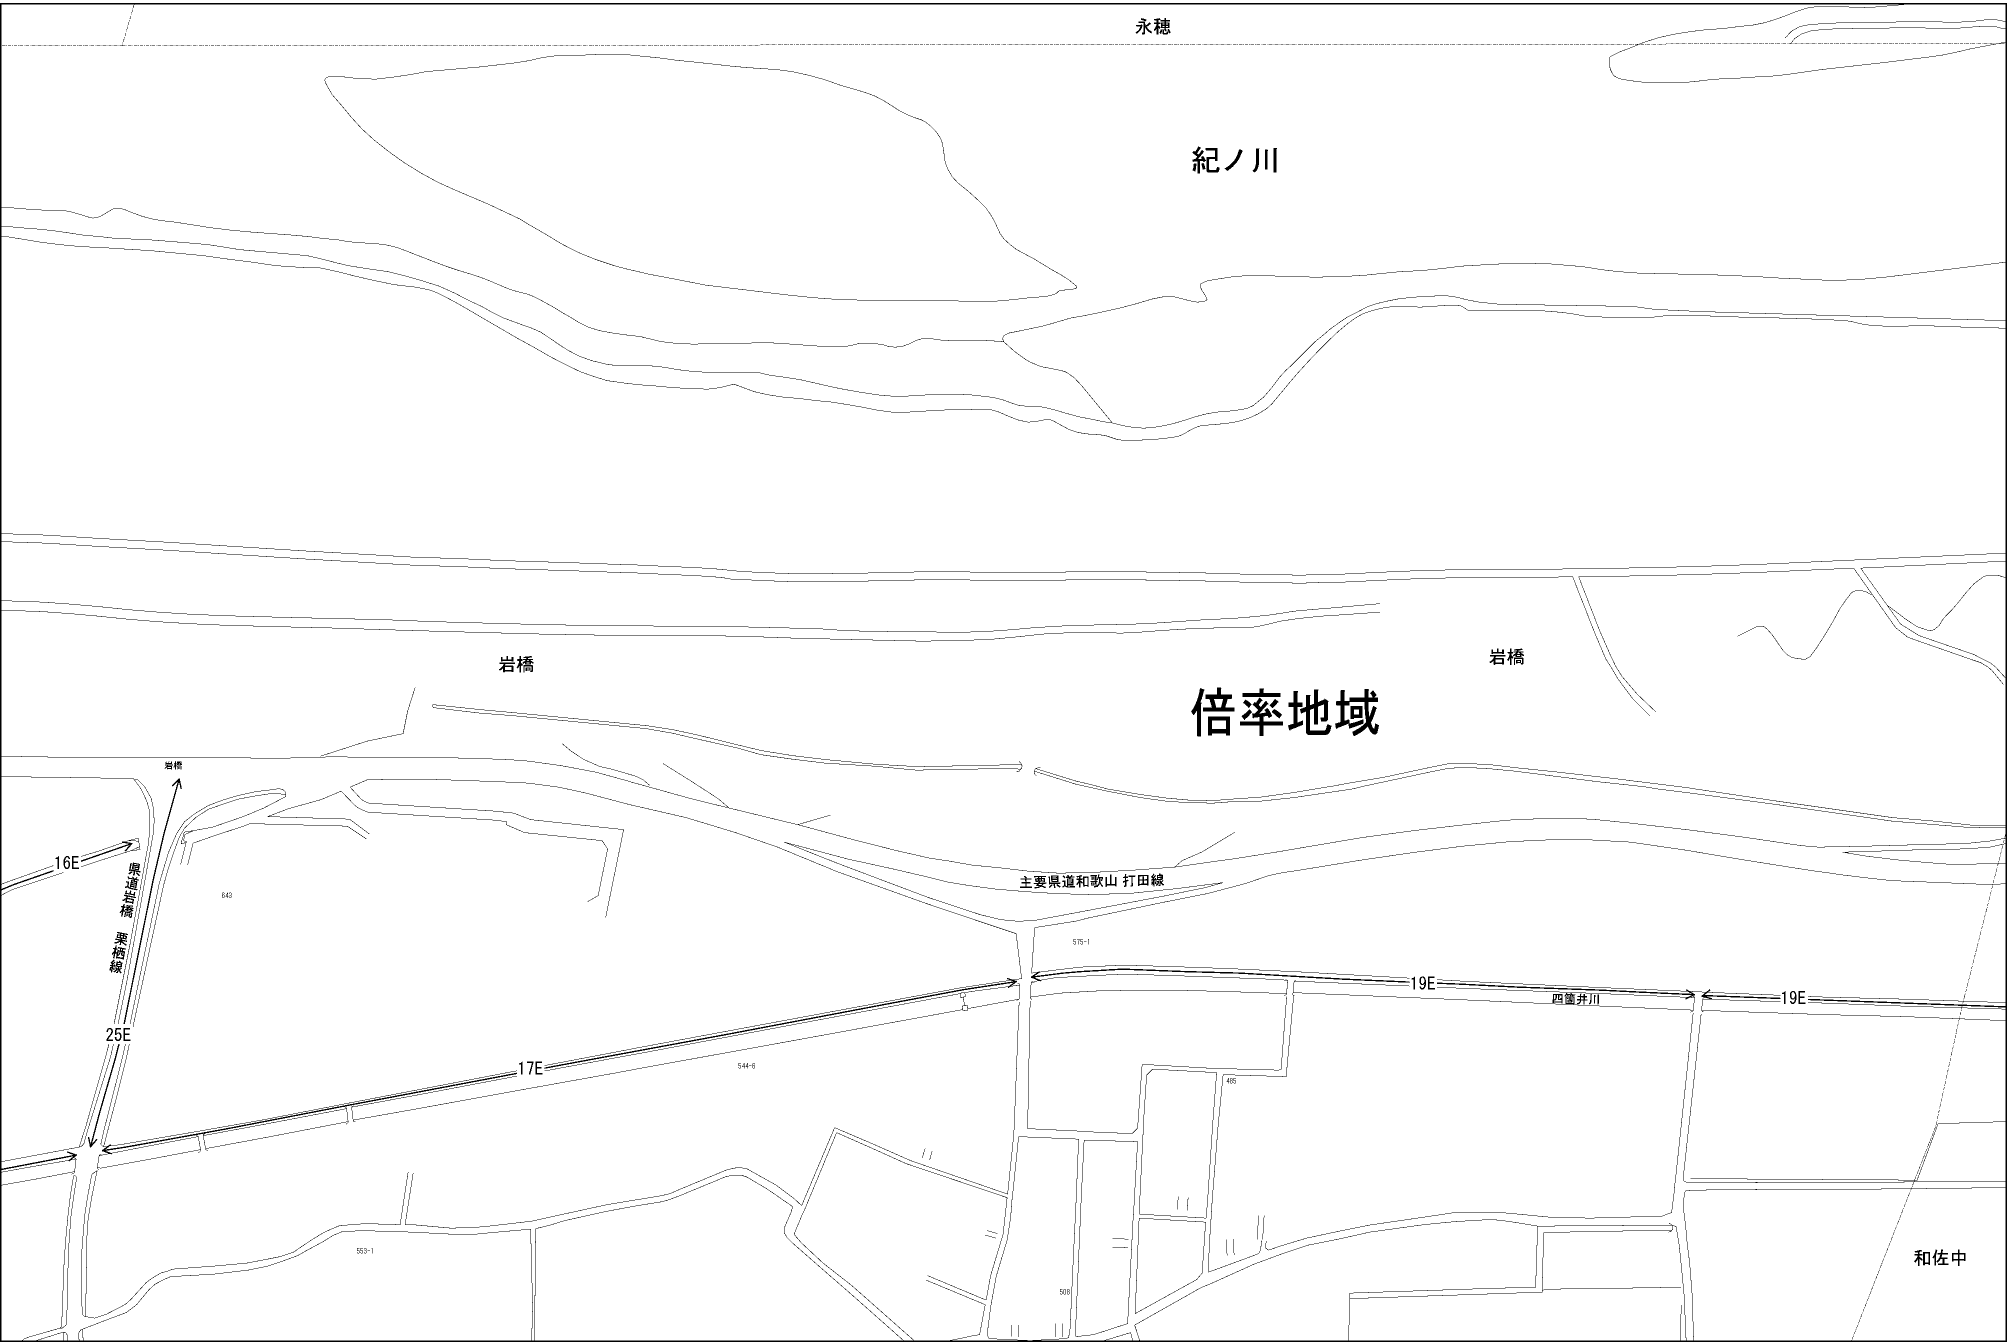 永穂
紀ノ川
岩橋
岩橋
倍率地域
岩橋
16E
県道岩橋 栗栖線
643
主要県道和歌山 打田線
575-1
19E
四箇井川
19E
25E
17E
544-6
485
553-1
和佐中
508